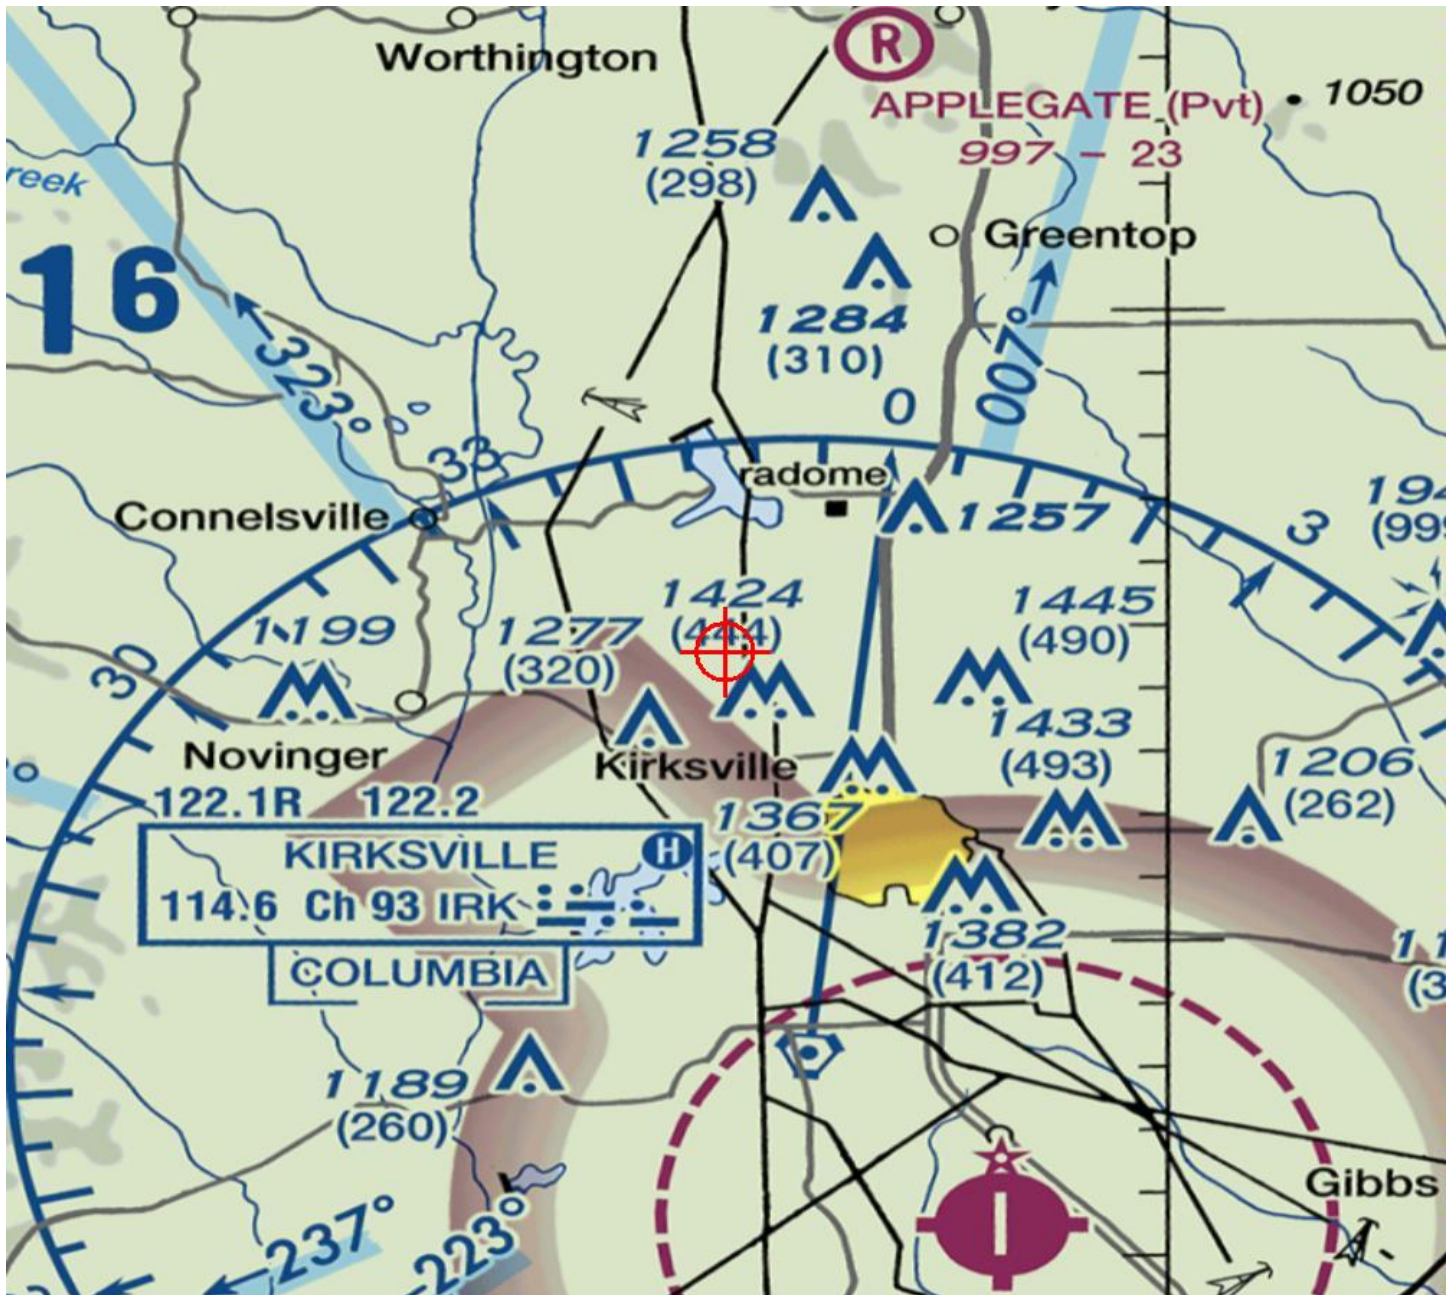 Worthington
R
APPLEGATE (Pvt)
997 - 23
1050
1258
(298)
reek
16
Greentop
1284
(310)
323°
007°
0
33
radome
1257
3
Connelsville
1199
1277
(320)
1424
(444)
1445
(490)
30
Novinger
122.1R 122.2
Kirksville
1433
(493)
1206
(262)
KIRKSVILLE H
114.6 Ch 93 IRK
COLUMBIA
1367
(407)
1382
(412)
1189
(260)
237°
223°
Gibbs